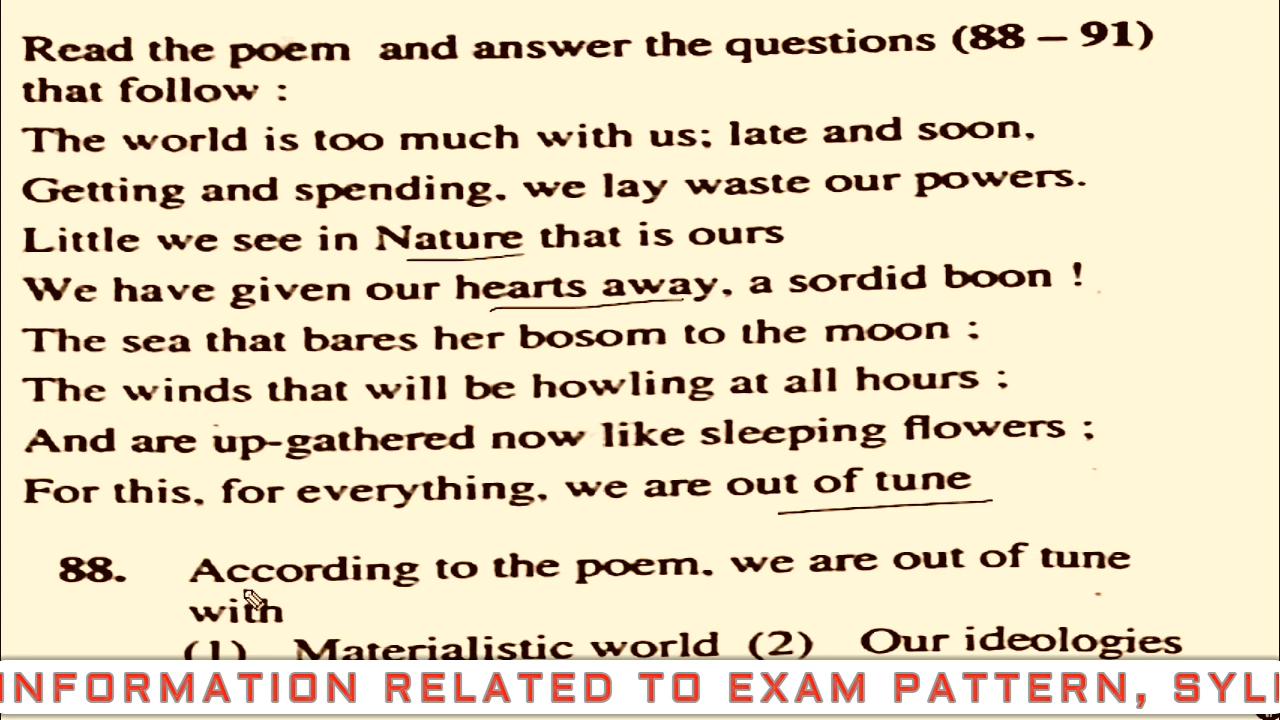 Read the poem and answer the questions (88 – 91)
that follow :
The world is too much with us; late and soon,
Getting and spending, we lay waste our powers.
Little we see in Nature that is ours
We have given our hearts away, a sordid boon !
The sea that bares her bosom to the moon ;
The winds that will be howling at all hours ;
And are up-gathered now like sleeping flowers ;
For this, for everything, we are out of tune
88. According to the poem, we are out of tune
with
(1) Materialistic world (2) Our ideologies
INFORMATION RELATED TO EXAM PATTERN,